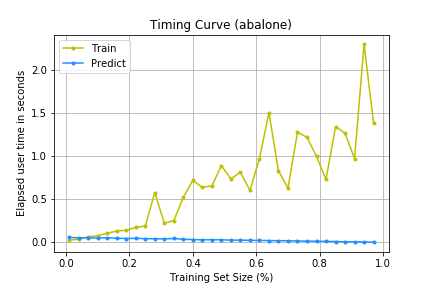 Timing Curve (abalone)
Train
Predict
Elapsed user time in seconds
2.0
1.5
1.0
0.5
0.0
0.0 0.2 0.4 0.6 0.8 1.0
Training Set Size (%)